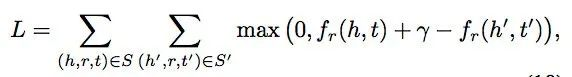 L = ∑_{(h,r,t)∈S} ∑_{(h′,r,t′)∈S′} max (0, f_r(h, t) + γ − f_r(h′, t′)),